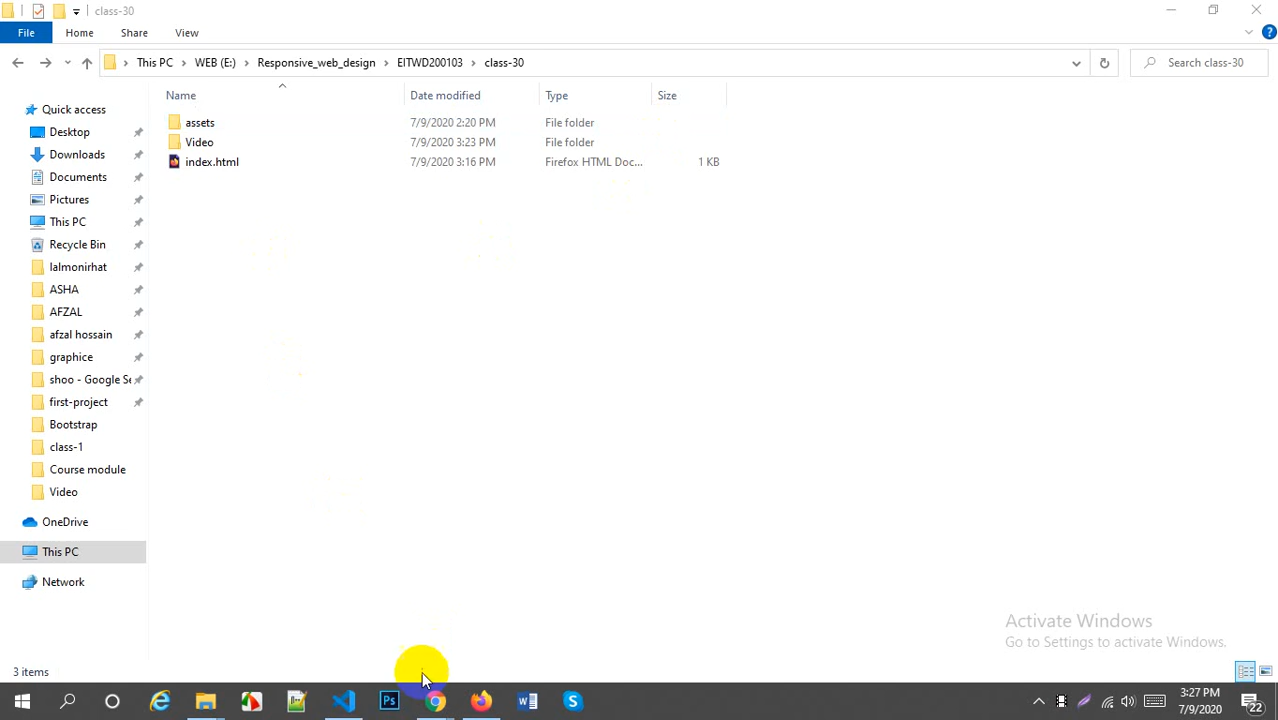 class-30
File Home Share View
This PC > WEB (E:) > Responsive_web_design > EITWD200103 > class-30 Search class-30
Name Date modified Type Size
assets 7/9/2020 2:20 PM File folder
Video 7/9/2020 3:23 PM File folder
index.html 7/9/2020 3:16 PM Firefox HTML Doc... 1 KB
Quick access
Desktop
Downloads
Documents
Pictures
This PC
Recycle Bin
lalmonirhat
ASHA
AFZAL
afzal hossain
graphice
shoo - Google Se
first-project
Bootstrap
class-1
Course module
Video
OneDrive
This PC
Network
Activate Windows
Go to Settings to activate Windows.
3 items
Ps
3:27 PM
7/9/2020
22